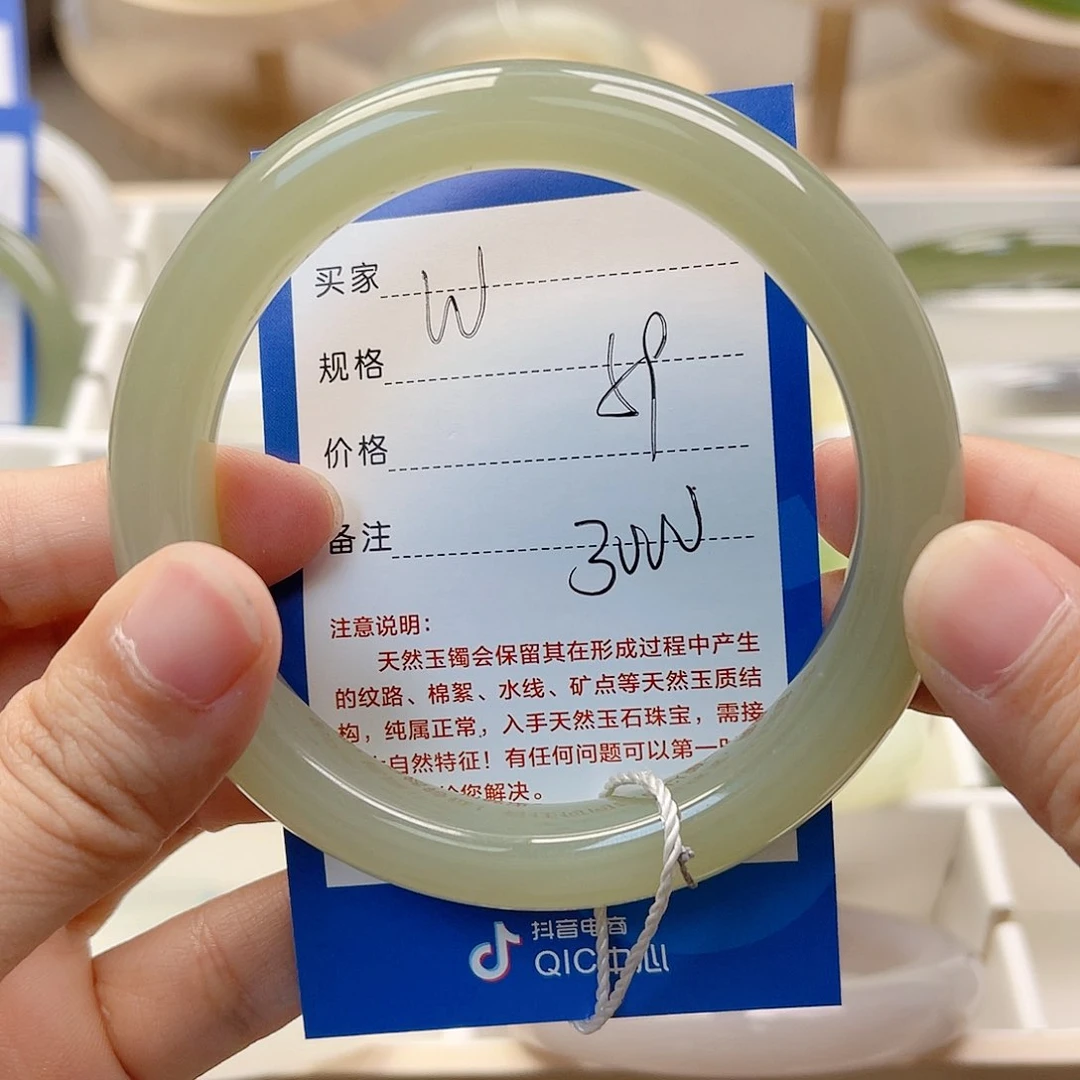 买家 W
规格 59
价格
备注 300W
注意说明：
天然玉镯会保留其在形成过程中产生
的纹路、棉絮、水线、矿点等天然玉质结
构，纯属正常，入手天然玉石珠宝，需接
自然特征！有任何问题可以第一
给您解决。
抖音电商
QIC中心